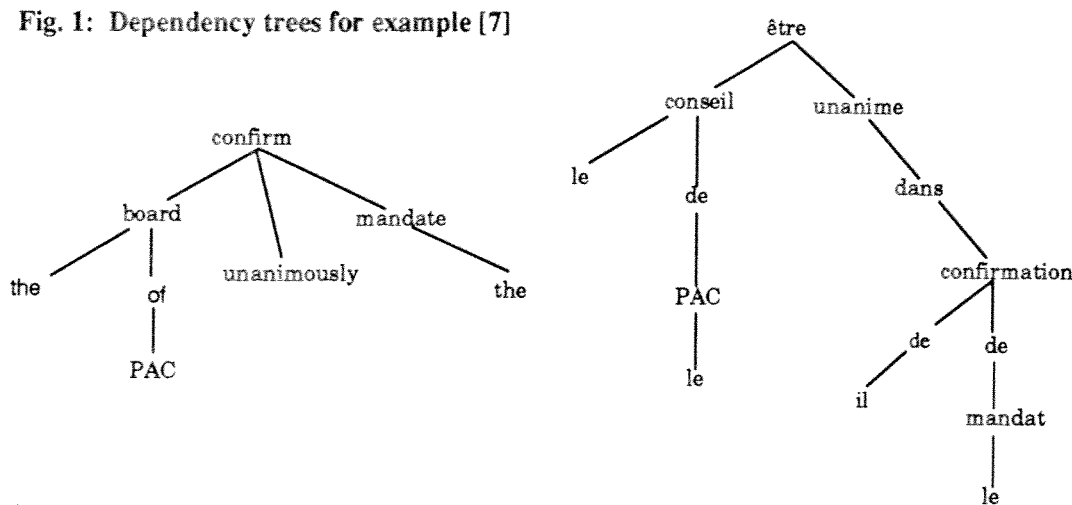 Fig. 1: Dependency trees for example [7]
être
conseil unanime
confirm
le de dans
board mandate
the of unanimously the
confirmation
PAC
PAC
de de
le
il
mandat
le